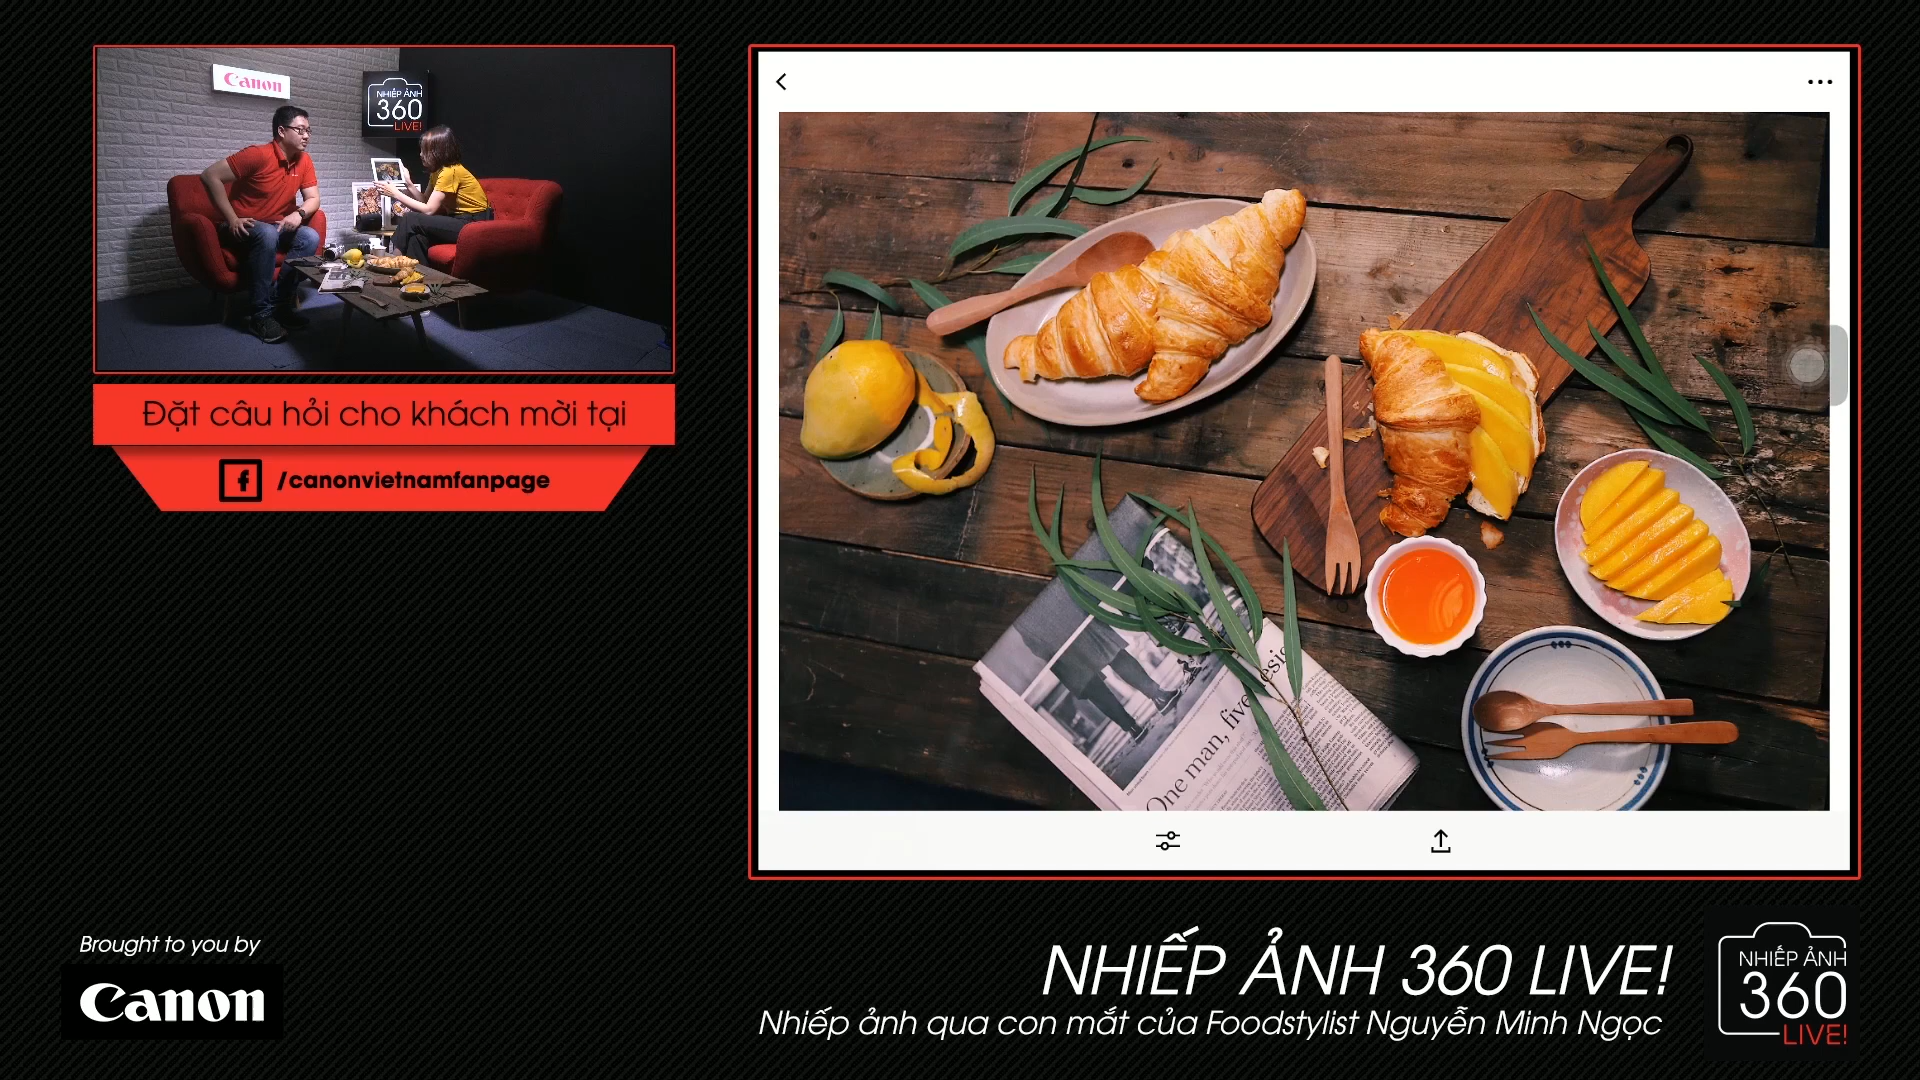 Canon
NHIẾP ẢNH
360
LIVE!
Đặt câu hỏi cho khách mời tại
f /canonvietnamfanpage
One man, five
esis
Brought to you by
Canon
NHIẾP ẢNH 360 LIVE!
Nhiếp ảnh qua con mắt của Foodstylist Nguyễn Minh Ngọc
NHIẾP ẢNH
360
LIVE!